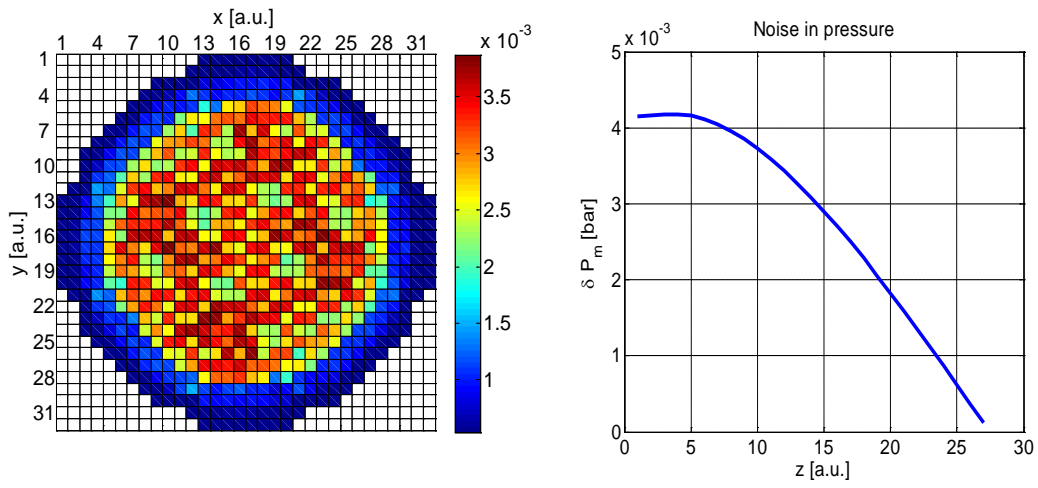 x [a.u.]
1 4 7 10 13 16 19 22 25 28 31
1
4
7
10
13
16
19
22
25
28
31
y [a.u.]
x 10⁻³
3.5
3
2.5
2
1.5
1
Noise in pressure
x 10⁻³
5
4
3
2
1
0
δ Pₘ [bar]
0 5 10 15 20 25 30
z [a.u.]